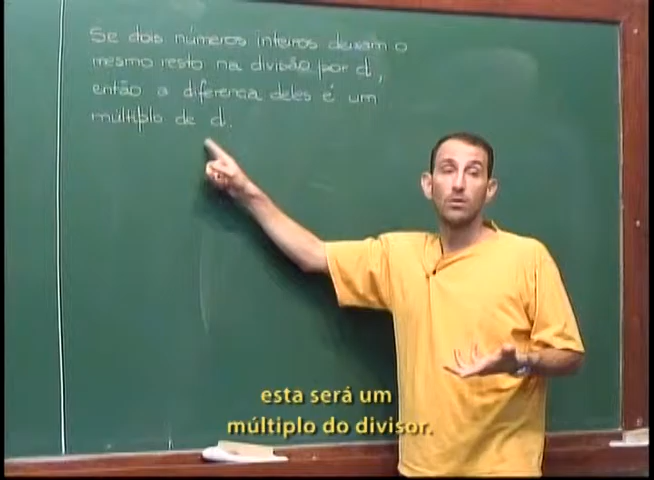 Se dois números inteiros deixam o
mesmo resto na divisão por d,
então a diferença deles é um
múltiplo de d.
esta será um
múltiplo do divisor.